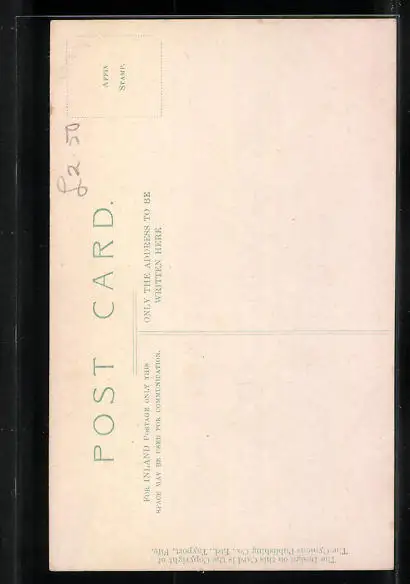 POST CARD.
AFFIX
STAMP.
£2.50
FOR INLAND POSTAGE ONLY THIS
SPACE MAY BE USED FOR COMMUNICATION.
ONLY THE ADDRESS TO BE
WRITTEN HERE
The Design on this Card is the Copyright of
The Cynicus Publishing Co., Ltd., Tayport, Fife.